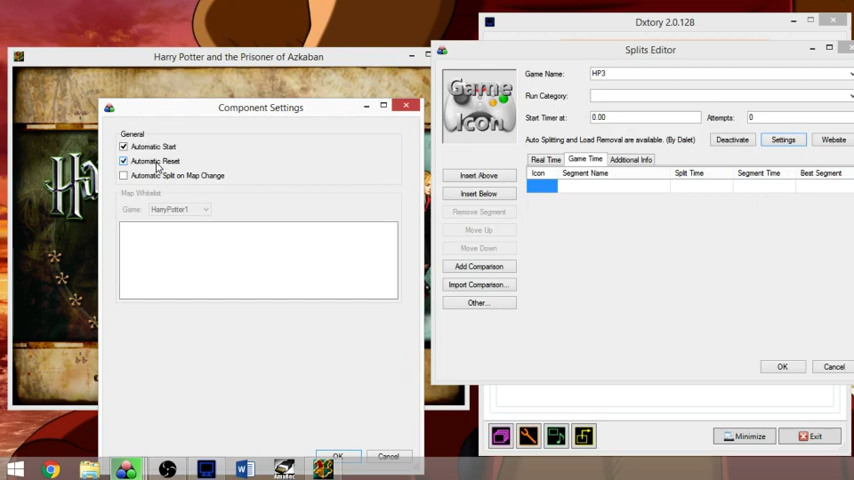 Dxtory 2.0.128
Harry Potter and the Prisoner of Azkaban
Splits Editor
Game Name:
HP3
Run Category:
Start Timer at:
0.00
Attempts:
0
Auto Splitting and Load Removal are available. (By Dalet)
Deactivate
Settings
Website
Real Time
Game Time
Additional Info
Icon
Segment Name
Split Time
Segment Time
Best Segment
Game Icon
Insert Above
Insert Below
Remove Segment
Move Up
Move Down
Add Comparison
Import Comparison...
Other...
OK
Cancel
Component Settings
General
Automatic Start
Automatic Reset
Automatic Split on Map Change
Map Whitelist
Game:
HarryPotter1
OK
Cancel
Minimize
Exit